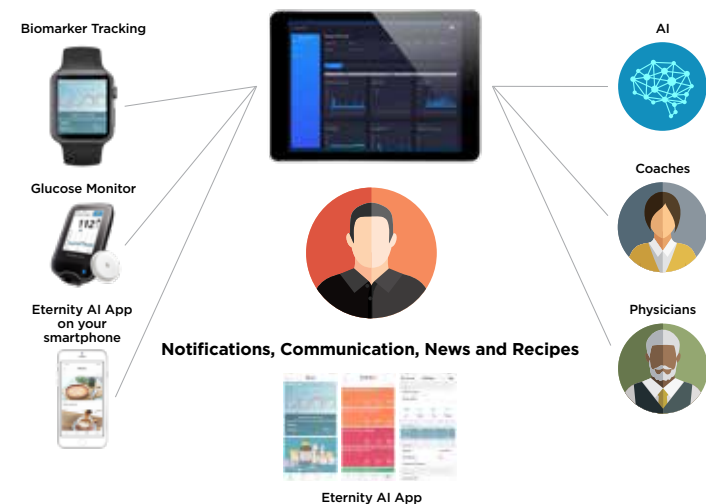 Biomarker Tracking
AI
Glucose Monitor
112
Coaches
Eternity AI App
on your
smartphone
Physicians
Notifications, Communication, News and Recipes
Eternity AI App